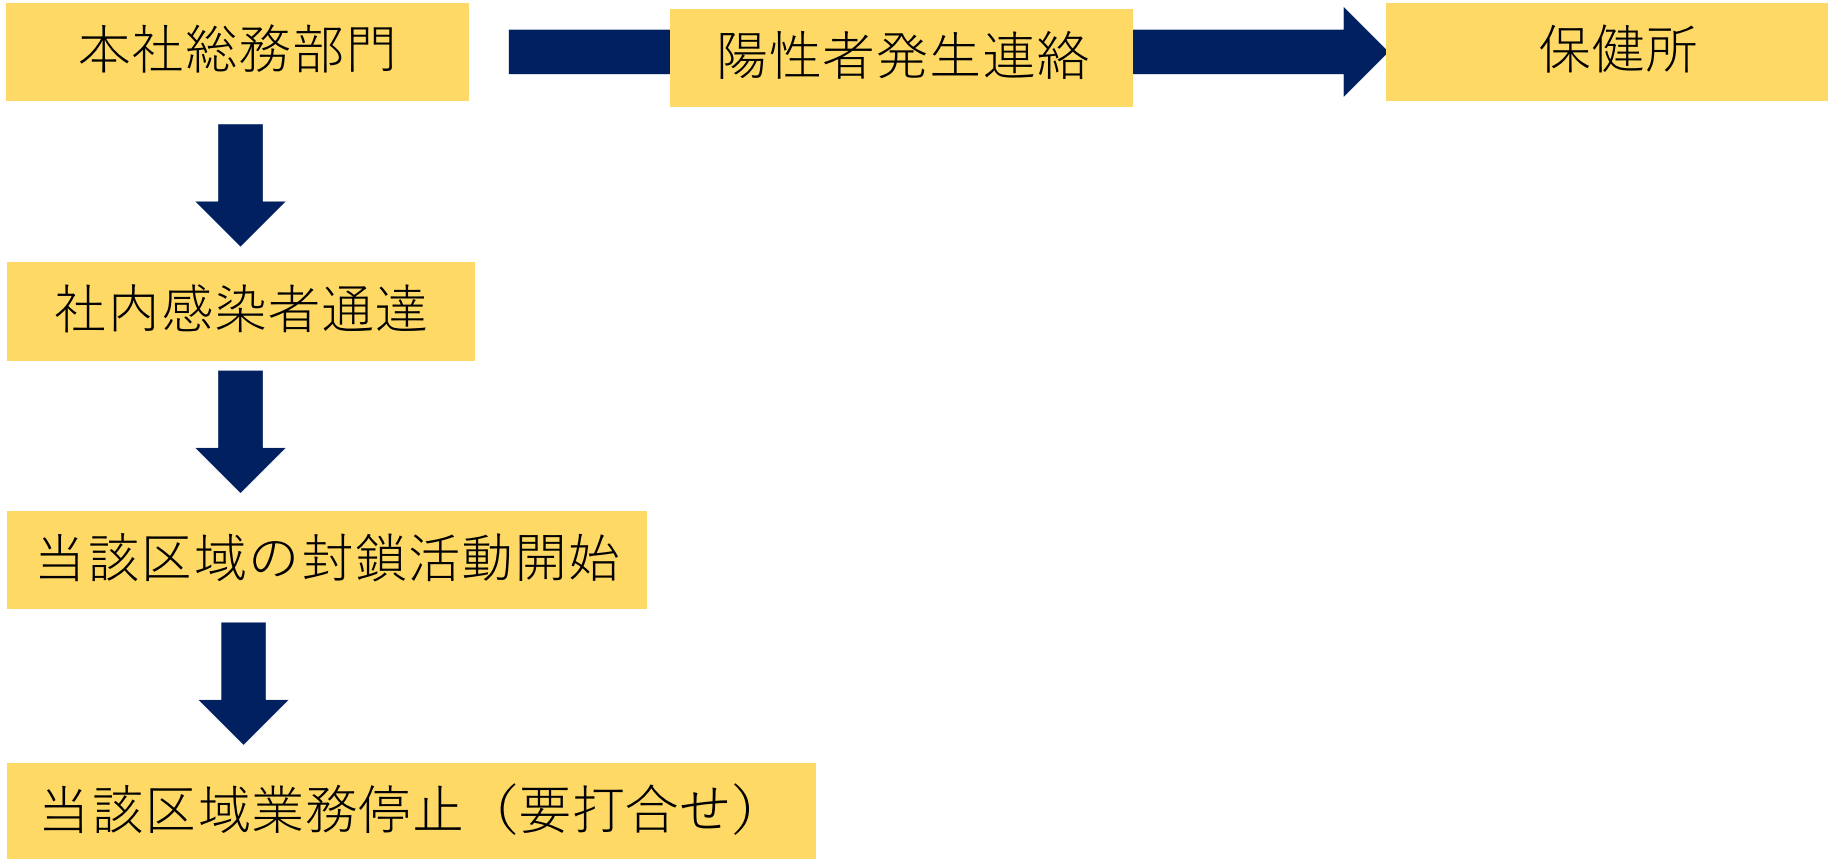 本社総務部門
陽性者発生連絡
保健所
社内感染者通達
当該区域の封鎖活動開始
当該区域業務停止（要打合せ）